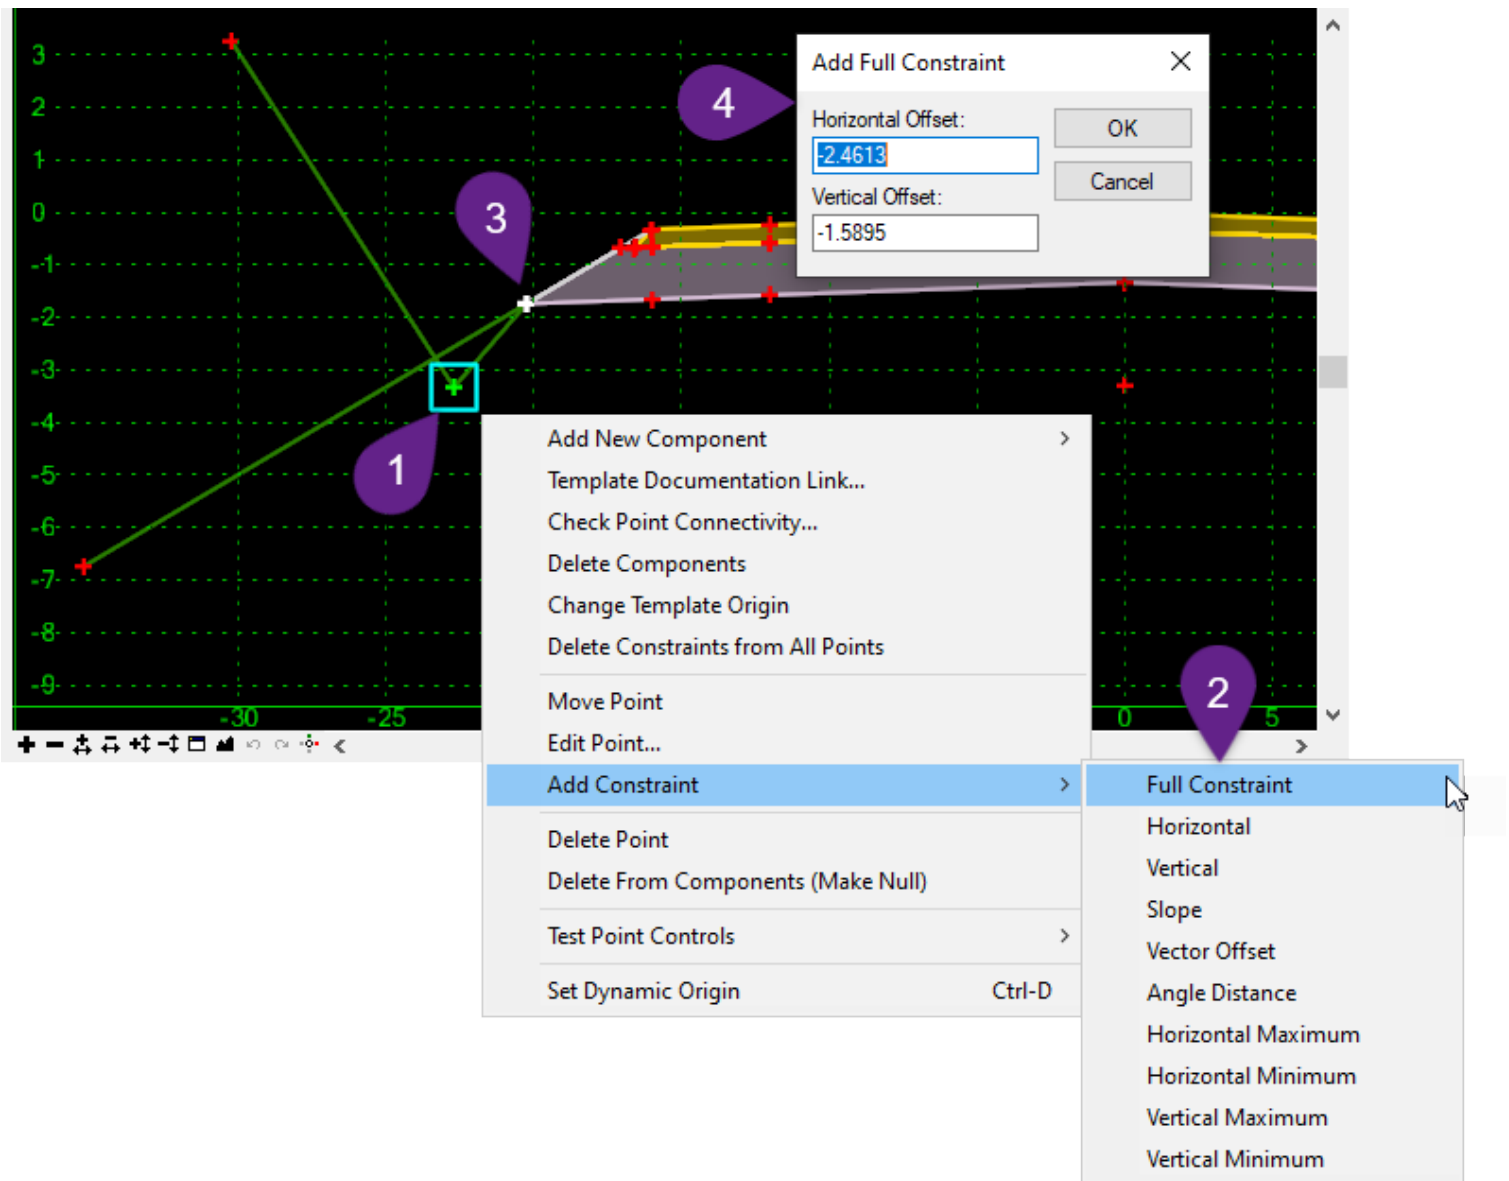 3
2
1
0
-1
-2
-3
-4
-5
-6
-7
-8
-9
-30
-25
0
5
4
3
1
2
Add Full Constraint
Horizontal Offset:
-2.4613
Vertical Offset:
-1.5895
OK
Cancel
Add New Component
Template Documentation Link...
Check Point Connectivity...
Delete Components
Change Template Origin
Delete Constraints from All Points
Move Point
Edit Point...
Add Constraint
Delete Point
Delete From Components (Make Null)
Test Point Controls
Set Dynamic Origin Ctrl-D
Full Constraint
Horizontal
Vertical
Slope
Vector Offset
Angle Distance
Horizontal Maximum
Horizontal Minimum
Vertical Maximum
Vertical Minimum